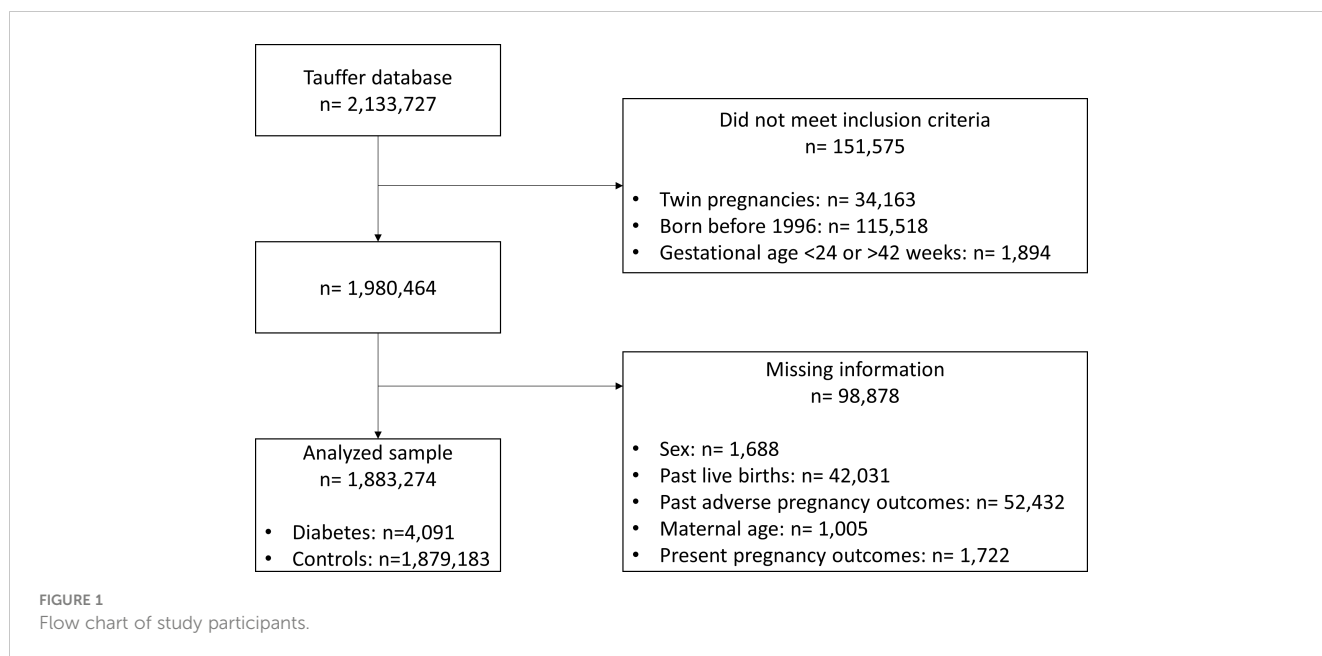 Tauffer database
n= 2,133,727
Did not meet inclusion criteria
n= 151,575
• Twin pregnancies: n= 34,163
• Born before 1996: n= 115,518
• Gestational age <24 or >42 weeks: n= 1,894
n= 1,980,464
Missing information
n= 98,878
• Sex: n= 1,688
• Past live births: n= 42,031
• Past adverse pregnancy outcomes: n= 52,432
• Maternal age: n= 1,005
• Present pregnancy outcomes: n= 1,722
Analyzed sample
n= 1,883,274
• Diabetes: n=4,091
• Controls: n=1,879,183
FIGURE 1
Flow chart of study participants.